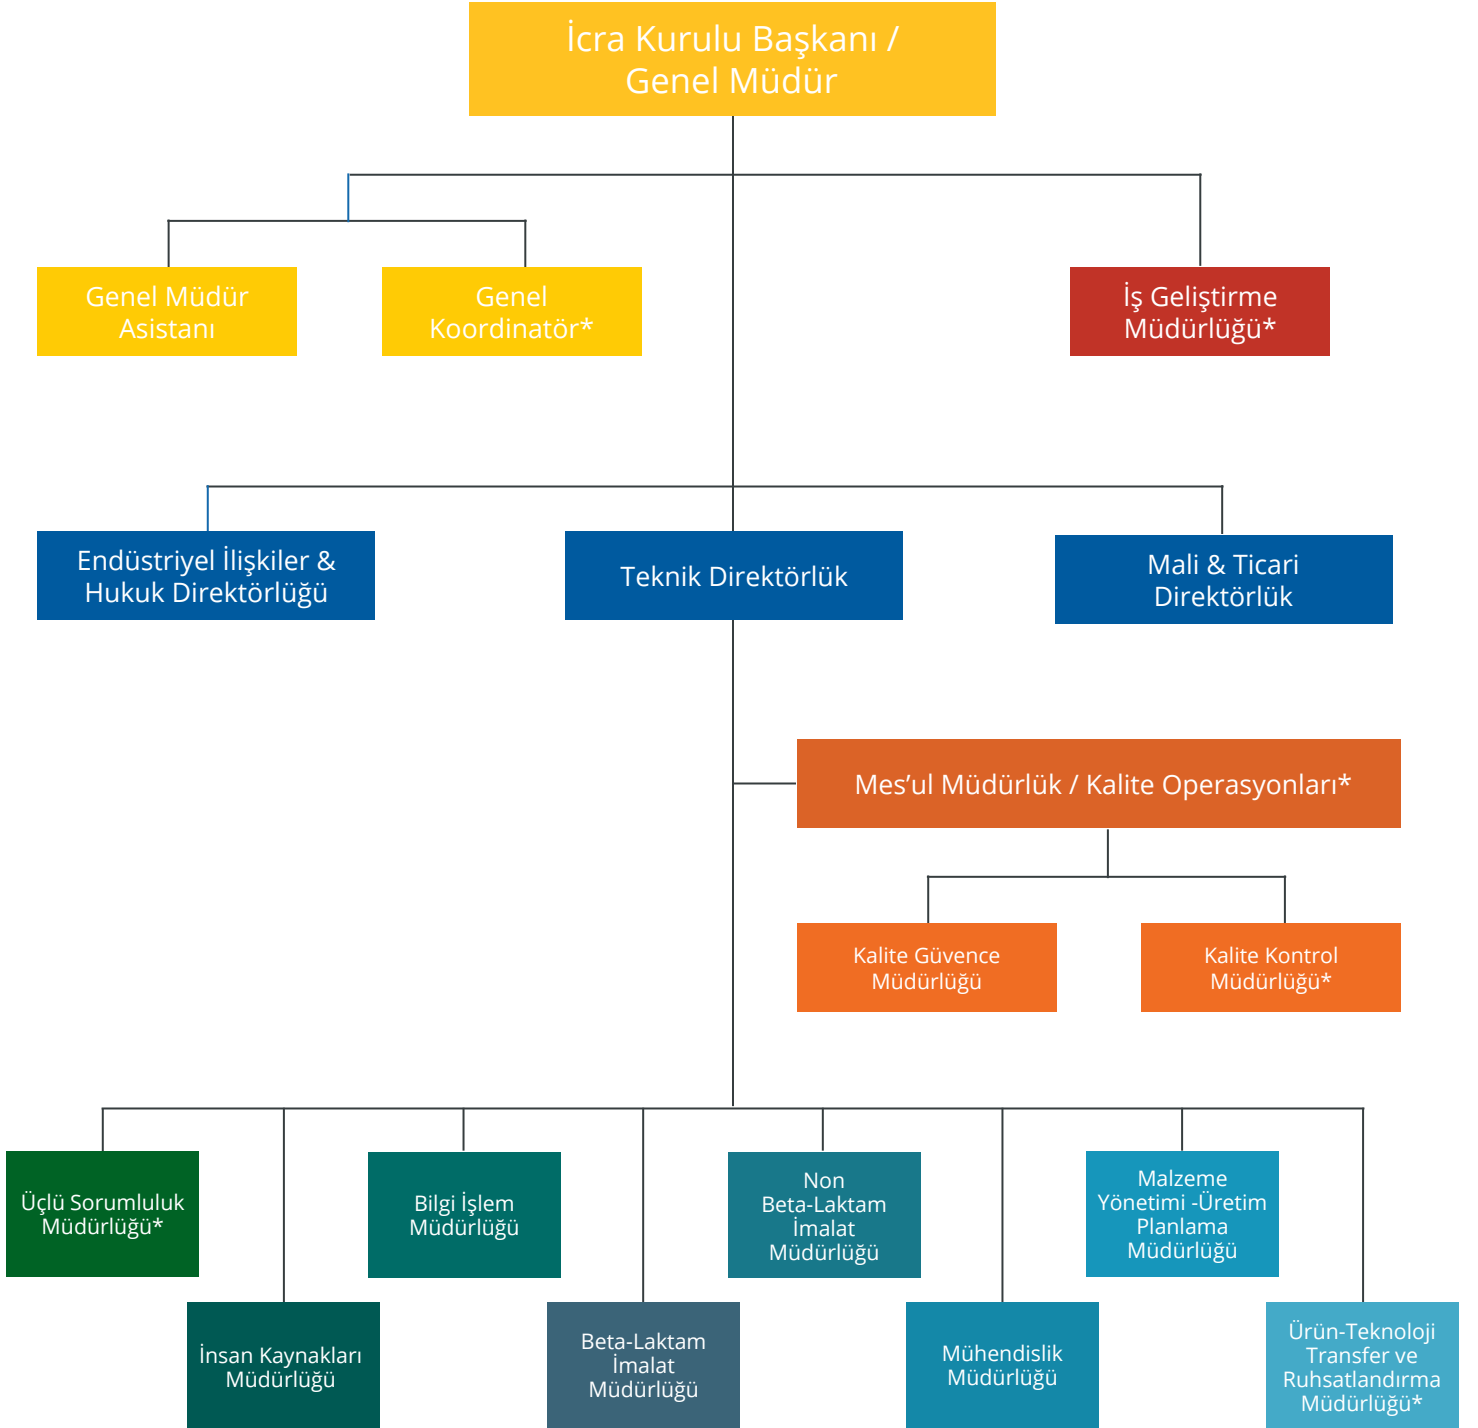 İcra Kurulu Başkanı /
Genel Müdür
Genel Müdür
Asistanı
Genel
Koordinatör*
İş Geliştirme
Müdürlüğü*
Endüstriyel İlişkiler &
Hukuk Direktörlüğü
Teknik Direktörlük
Mali & Ticari
Direktörlük
Mes’ul Müdürlük / Kalite Operasyonları*
Kalite Güvence
Müdürlüğü
Kalite Kontrol
Müdürlüğü*
Üçlü Sorumluluk
Müdürlüğü*
Bilgi İşlem
Müdürlüğü
Non
Beta-Laktam
İmalat
Müdürlüğü
Malzeme
Yönetimi -Üretim
Planlama
Müdürlüğü
İnsan Kaynakları
Müdürlüğü
Beta-Laktam
İmalat
Müdürlüğü
Mühendislik
Müdürlüğü
Ürün-Teknoloji
Transfer ve
Ruhsatlandırma
Müdürlüğü*